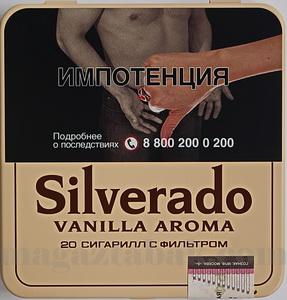 ИМПОТЕНЦИЯ
Подробнее
о последствиях 8 800 200 0 200
Silverado
VANILLA AROMA
20 СИГАРИЛЛ С ФИЛЬТРОМ